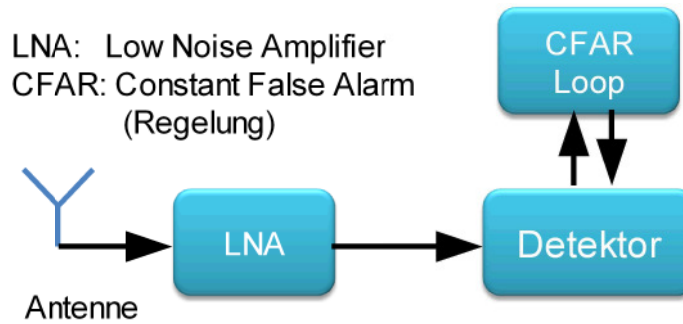 LNA: Low Noise Amplifier
CFAR: Constant False Alarm
(Regelung)
CFAR
Loop
LNA
Detektor
Antenne